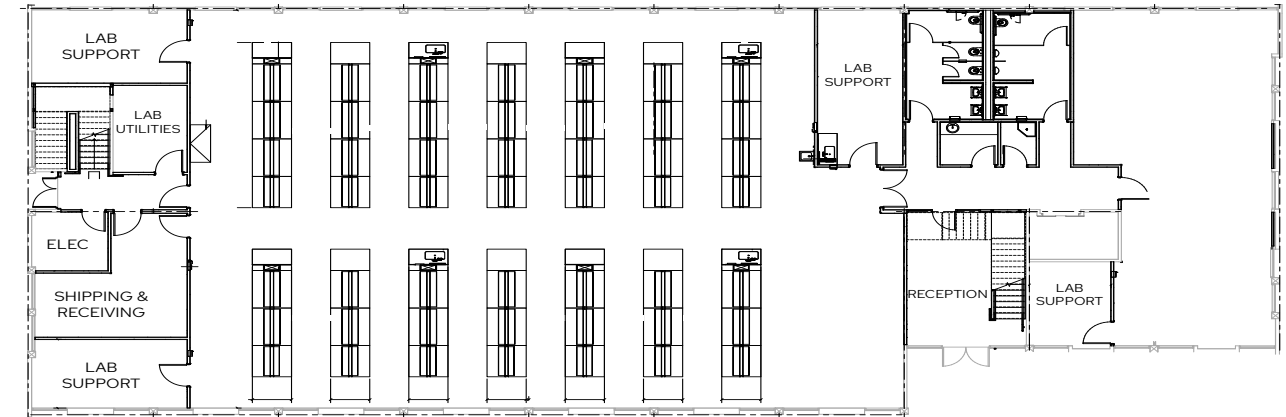 LAB
SUPPORT
LAB
UTILITIES
ELEC
SHIPPING &
RECEIVING
LAB
SUPPORT
LAB
SUPPORT
RECEPTION
LAB
SUPPORT